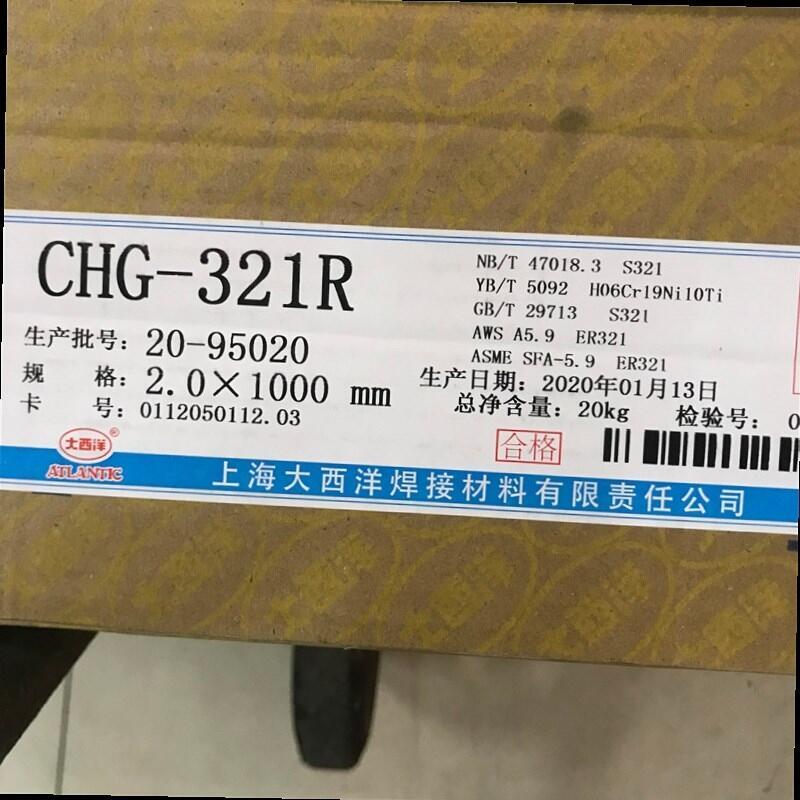 CHG-321R
NB/T 47018.3 S321
YB/T 5092 H06Cr19Ni10Ti
GB/T 29713 S321
AWS A5.9 ER321
ASME SFA-5.9 ER321
生产批号: 20-95020
规 格: 2.0×1000 mm
卡 号: 0112050112.03
生产日期: 2020年01月13日
总净含量: 20kg 检验号: 0
合格
大西洋®
ATLANTIC
上海大西洋焊接材料有限责任公司
大西洋